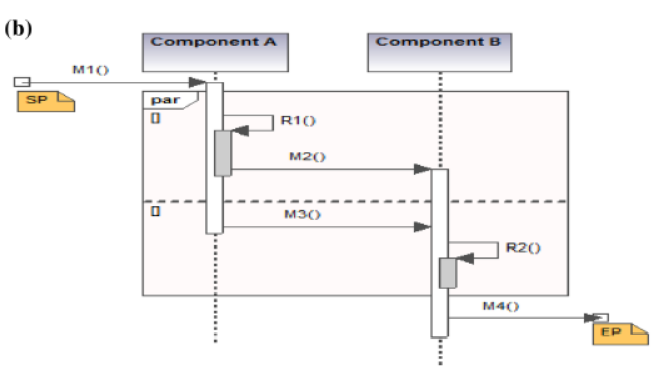 (b)
Component A
Component B
M1()
SP
par
[]
R1()
M2()
[]
M3()
R2()
M4()
EP